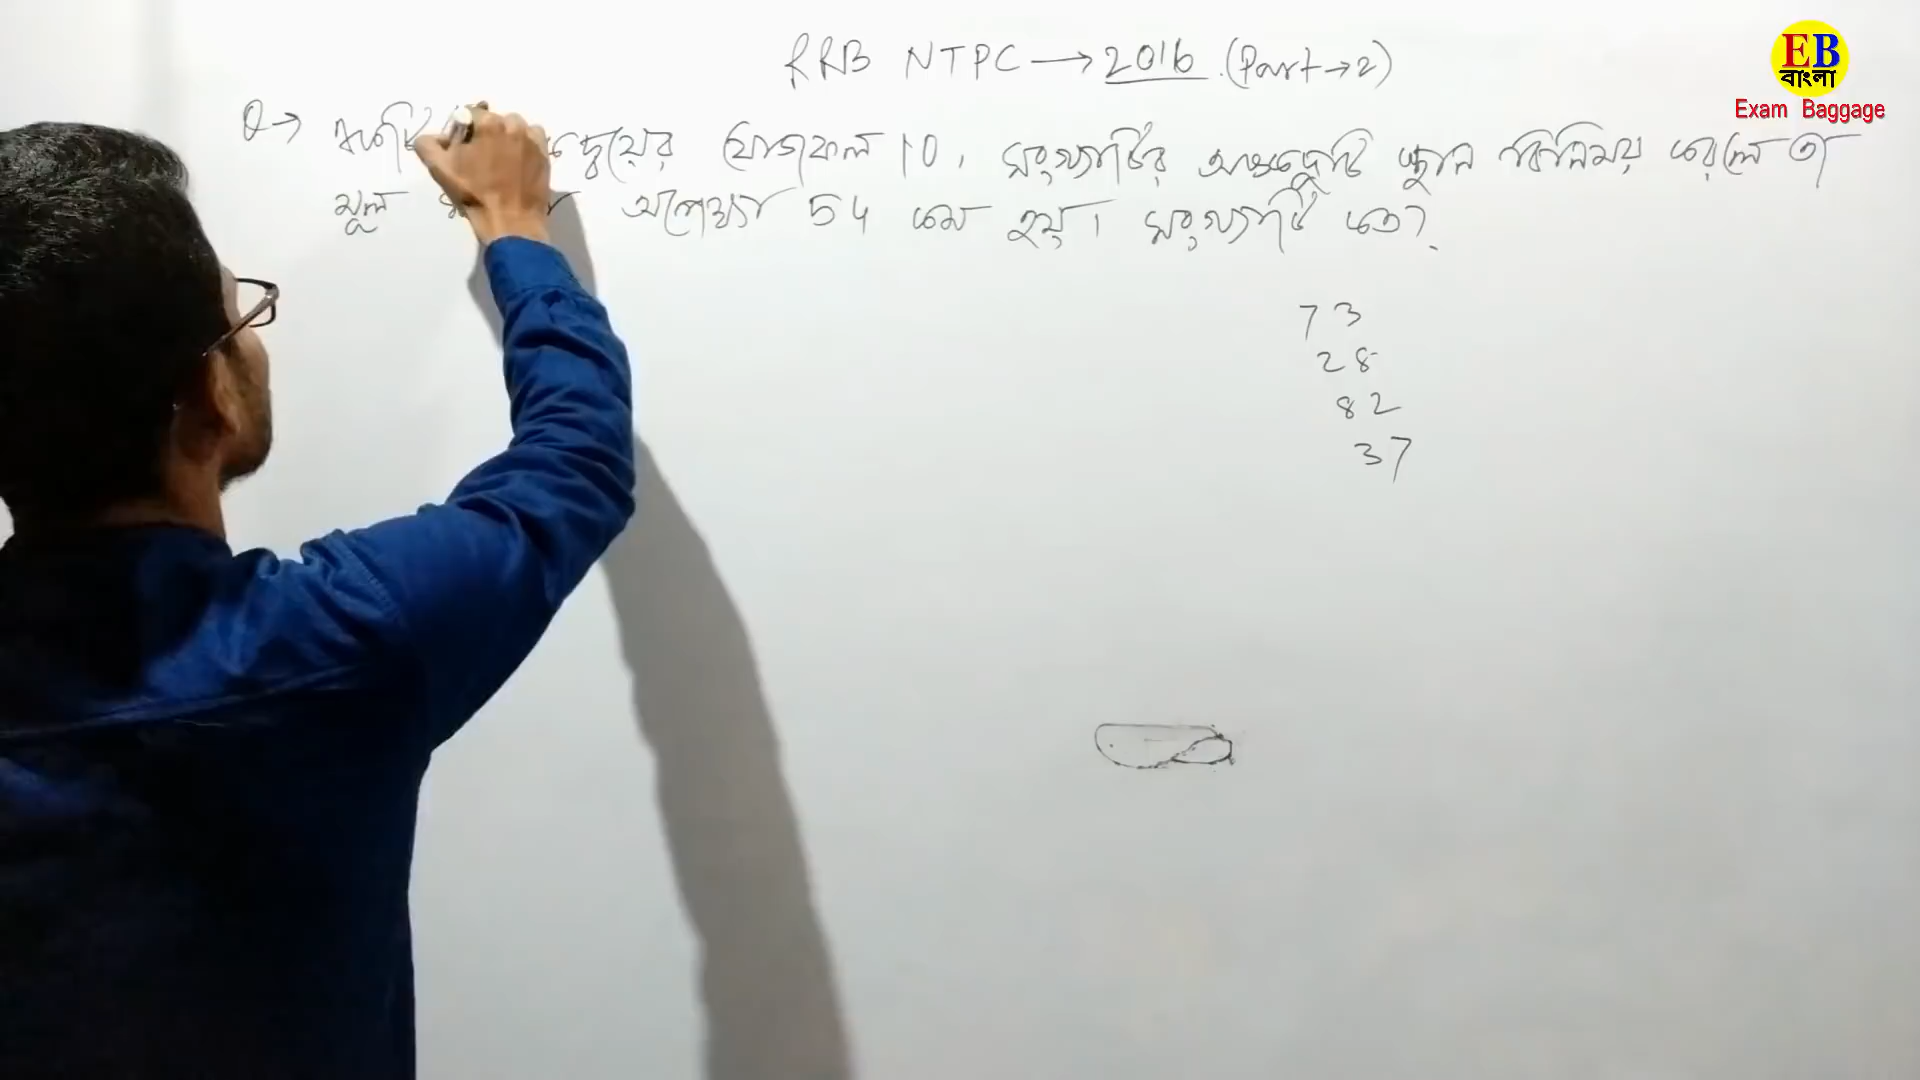 RRB NTPC → 2016 (Part → 2)
EB
বাংলা
Exam Baggage
Q → যোগফল 10, সংখ্যাটির অঙ্কদুটি স্থান বিনিময় করলে তা
মূল অপেক্ষা 54 কম হয়। সংখ্যাটি কত?
73
28
82
37